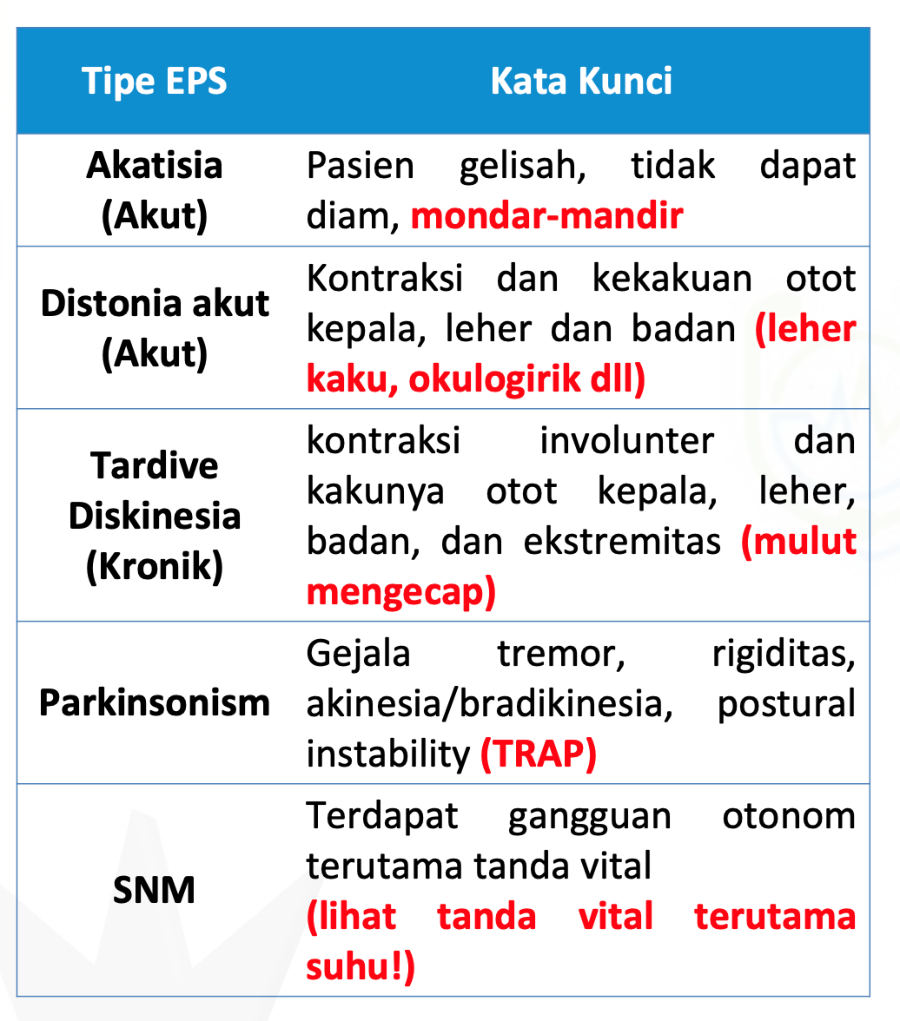 Tipe EPS
Kata Kunci
Akatisia
(Akut)
Pasien gelisah, tidak dapat
diam, mondar-mandir
Distonia akut
(Akut)
Kontraksi dan kekakuan otot
kepala, leher dan badan (leher
kaku, okulogirik dll)
Tardive
Diskinesia
(Kronik)
kontraksi involunter dan
kakunya otot kepala, leher,
badan, dan ekstremitas (mulut
mengecap)
Parkinsonism
Gejala tremor, rigiditas,
akinesia/bradikinesia, postural
instability (TRAP)
SNM
Terdapat gangguan otonom
terutama tanda vital
(lihat tanda vital terutama
suhu!)